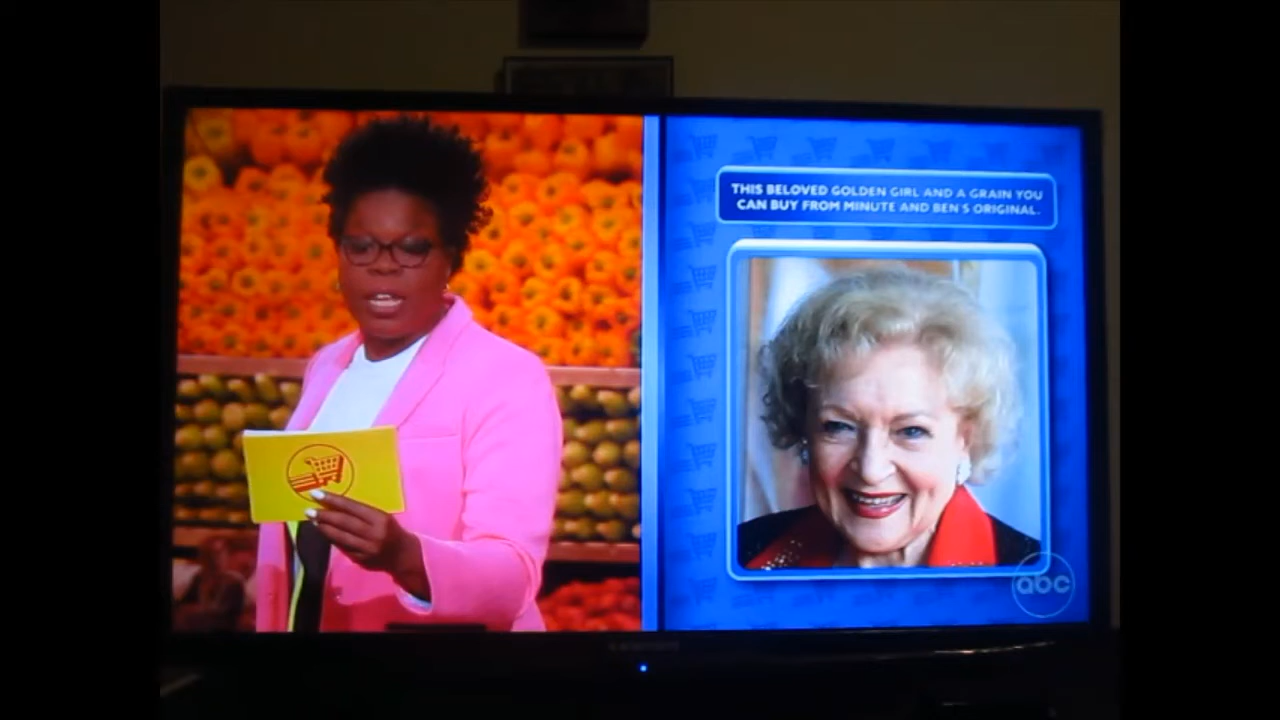 THIS BELOVED GOLDEN GIRL AND A GRAIN YOU
CAN BUY FROM MINUTE AND BEN'S ORIGINAL.
abc